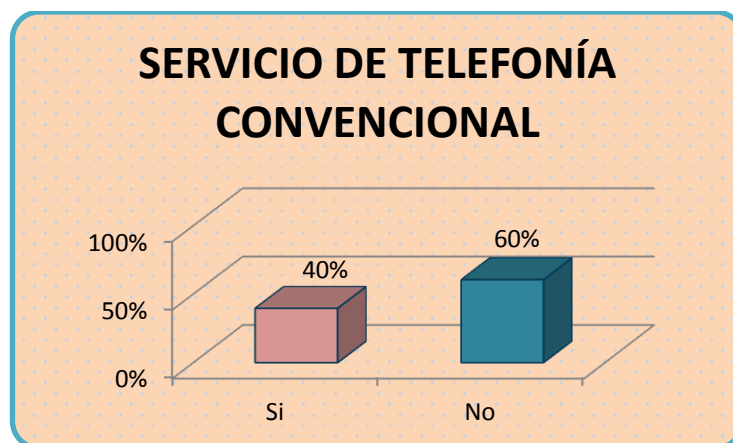 SERVICIO DE TELEFONÍA
CONVENCIONAL
100%
50%
0%
40%
60%
Si
No